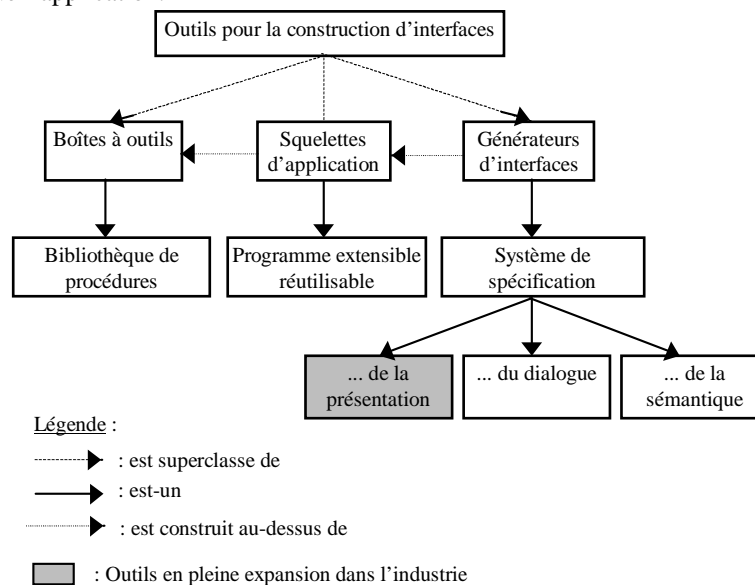 Outils pour la construction d’interfaces
Boîtes à outils
Squelettes
d’application
Générateurs
d’interfaces
Bibliothèque de
procédures
Programme extensible
réutilisable
Système de
spécification
... de la
présentation
... du dialogue
... de la
sémantique
Légende :
: est superclasse de
: est-un
: est construit au-dessus de
: Outils en pleine expansion dans l’industrie